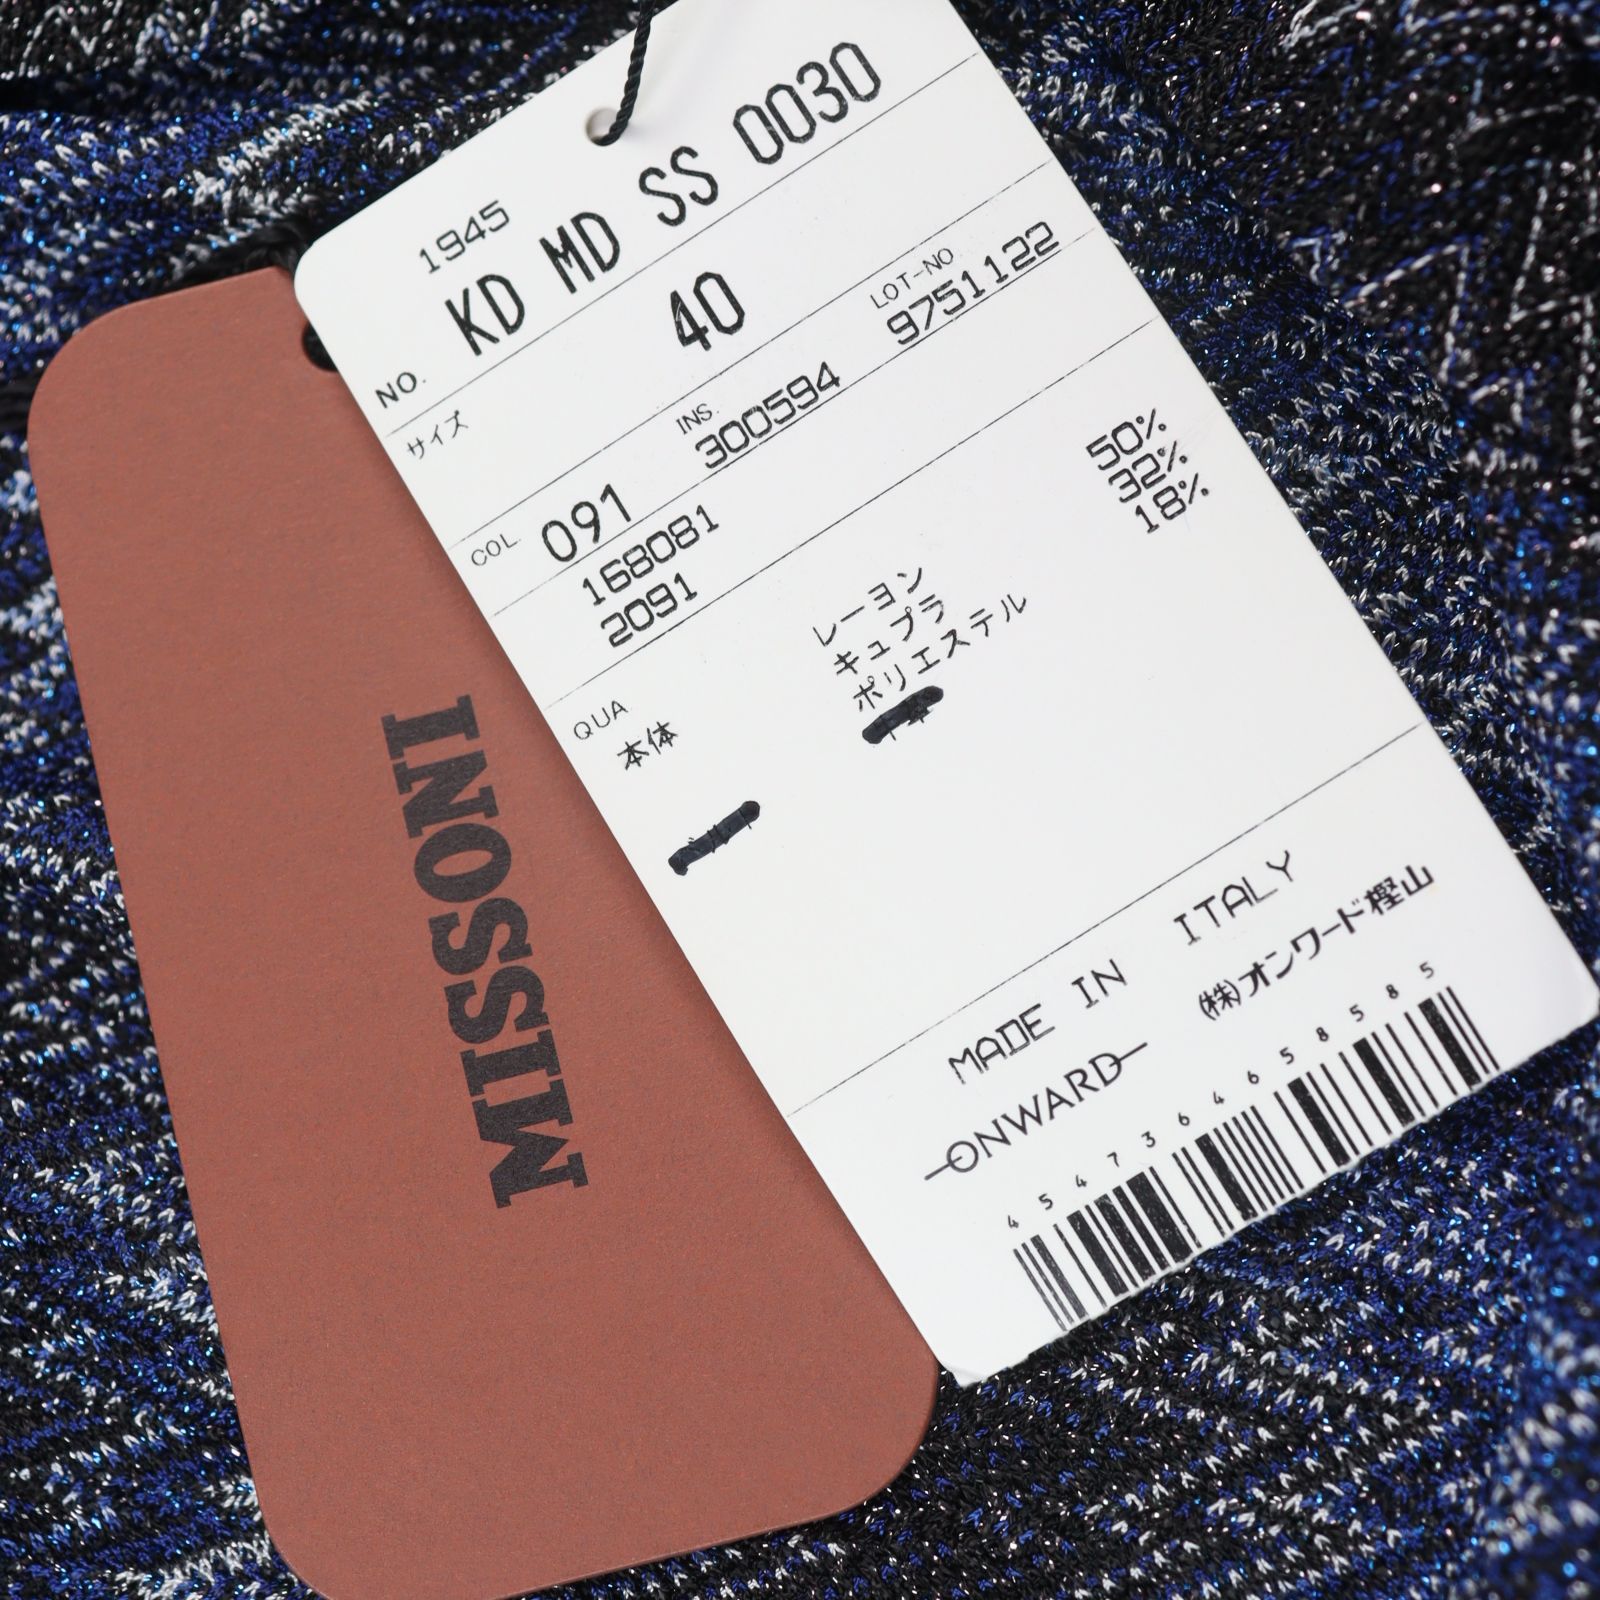 1945
NO. KD MD SS 0030
サイズ 40
COL 091 INS. 300594 LOT-NO 9751122
168081
2091
QUA
本体 レーヨン 50%
キュプラ 32%
ポリエステル 18%
MADE IN ITALY
ONWARD (株)オンワード樫山
4547364658585
MISSONI